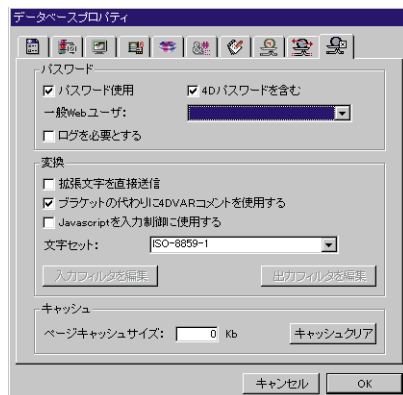 データベースプロパティ
パスワード
パスワード使用
4Dパスワードを含む
一般Webユーザ:
ログを必要とする
変換
拡張文字を直接送信
ブラケットの代わりに4DVARコメントを使用する
Javascriptを入力制御に使用する
文字セット: ISO-8859-1
入力フィルタを編集
出力フィルタを編集
キャッシュ
ページキャッシュサイズ: 0 Kb
キャッシュクリア
キャンセル
OK